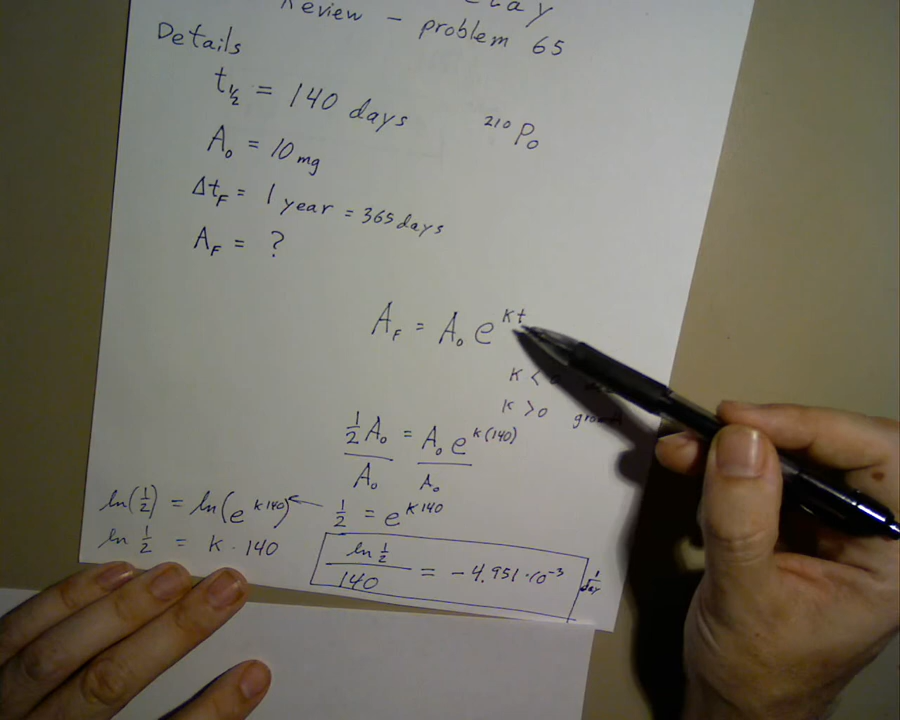 Review – problem 65
Details
t½ = 140 days
²¹⁰Po
A₀ = 10 mg
Δt_F = 1 year = 365 days
A_F = ?
A_F = A₀ e^kt
k <
k > 0
½A₀ / A₀ = A₀ e^k(140) / A₀
½ = e^k140
ln(½) = ln(e^k140)
ln ½ = k · 140
ln ½ / 140 = −4.951·10⁻³ 1/day